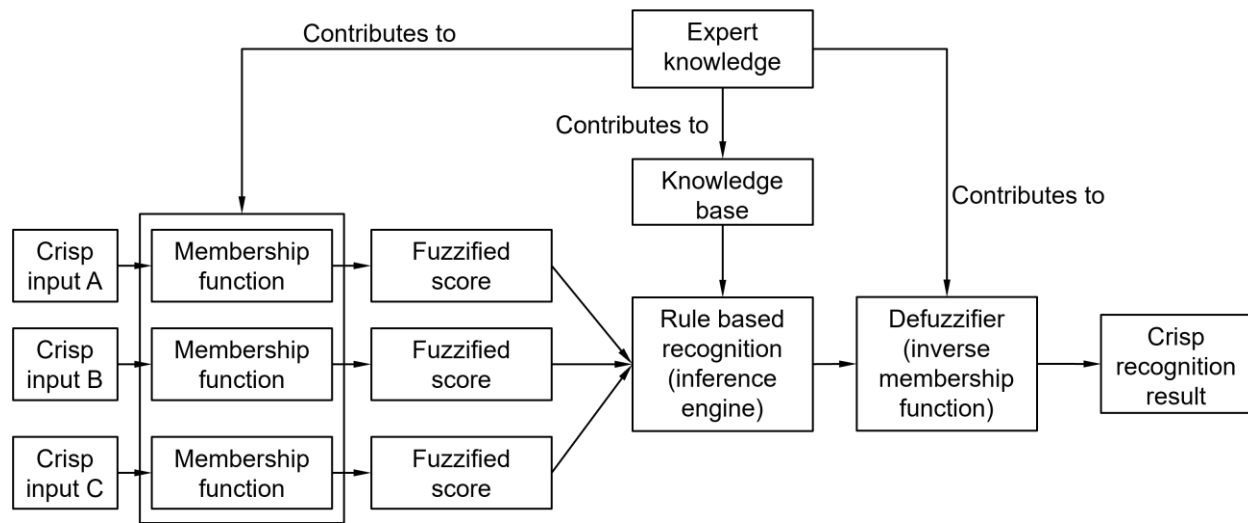 Contributes to
Expert
knowledge
Contributes to
Knowledge
base
Contributes to
Crisp
input A
Membership
function
Fuzzified
score
Crisp
input B
Membership
function
Fuzzified
score
Rule based
recognition
(inference
engine)
Defuzzifier
(inverse
membership
function)
Crisp
recognition
result
Crisp
input C
Membership
function
Fuzzified
score